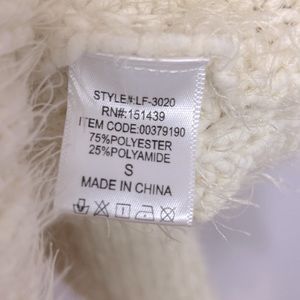 STYLE#:LF-3020
RN#:151439
ITEM CODE:00379190
75%POLYESTER
25%POLYAMIDE
S
MADE IN CHINA